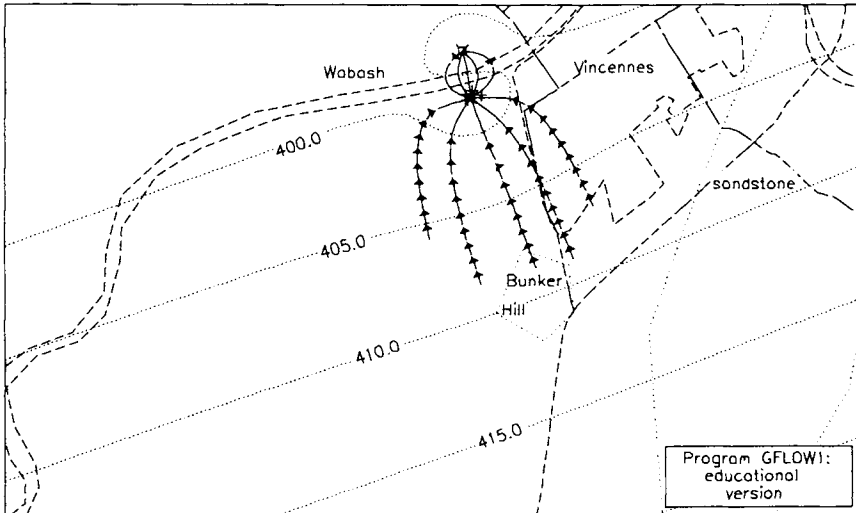 Wabash
Vincennes
400.0
sandstone
405.0
Bunker
Hill
410.0
415.0
Program GFLOW1:
educational
version